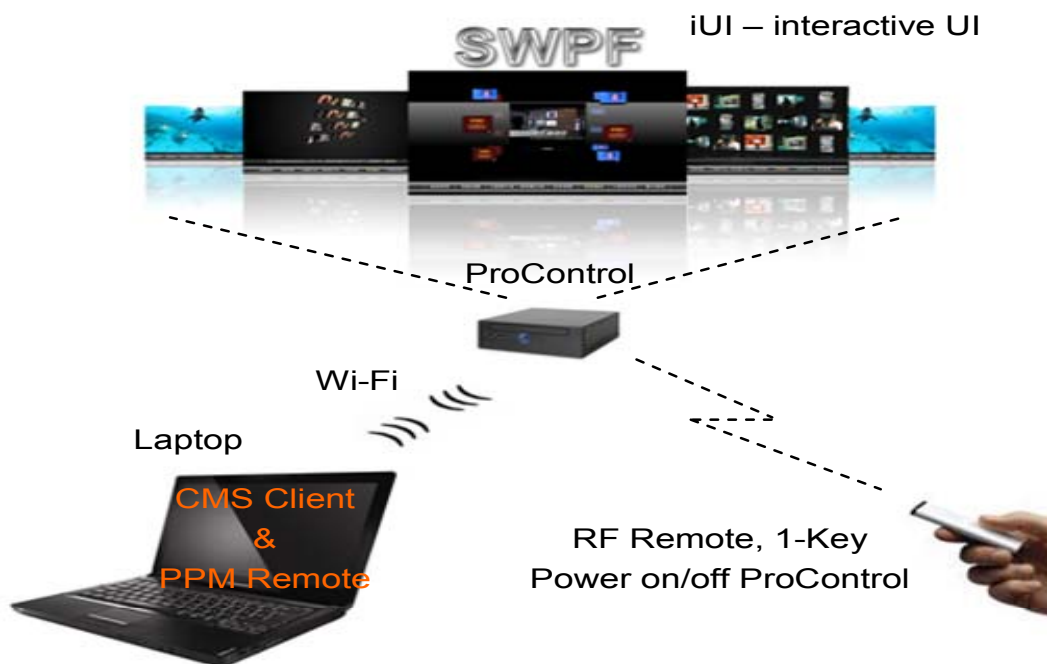 iUI – interactive UI
SWPF
ProControl
Wi-Fi
Laptop
CMS Client
&
PPM Remote
RF Remote, 1-Key
Power on/off ProControl